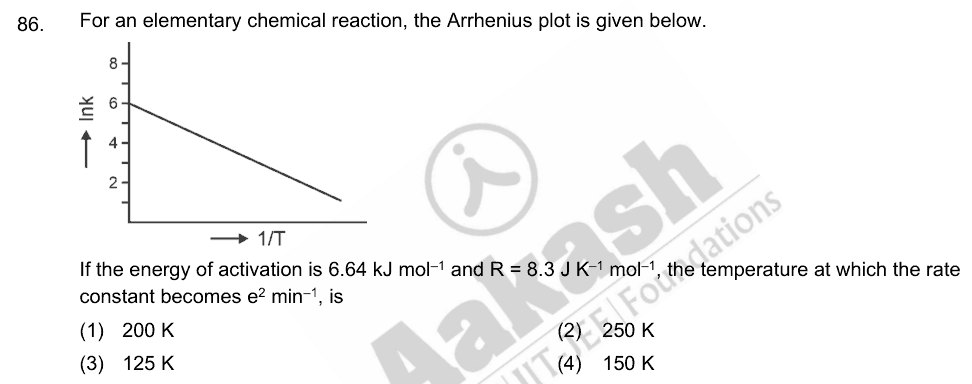 86. For an elementary chemical reaction, the Arrhenius plot is given below.
8
6
4
2
lnk
1/T
If the energy of activation is 6.64 kJ mol⁻¹ and R = 8.3 J K⁻¹ mol⁻¹, the temperature at which the rate
constant becomes e² min⁻¹, is
(1) 200 K
(2) 250 K
(3) 125 K
(4) 150 K
Aakash
IIT-JEE | Foundations